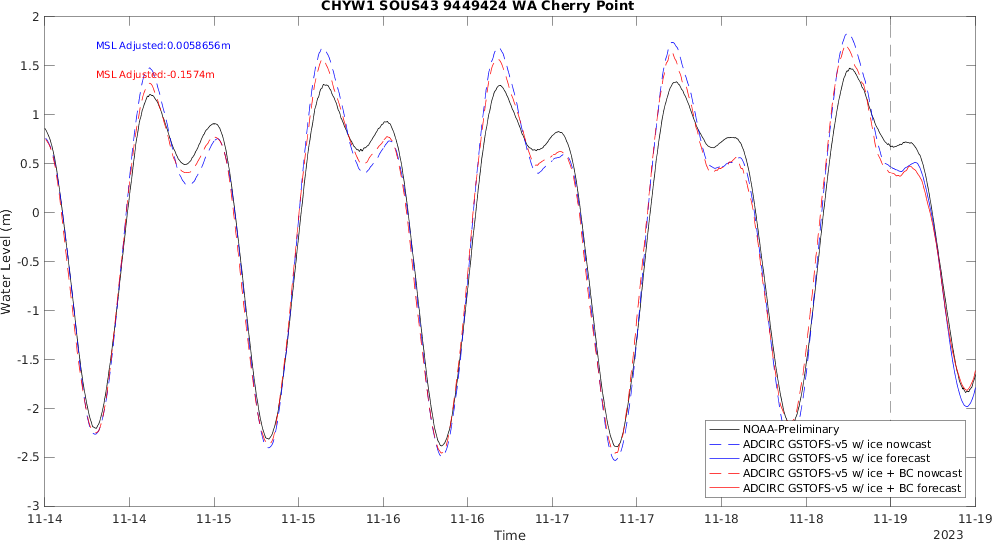 CHYW1 SOUS43 9449424 WA Cherry Point
MSL Adjusted:0.0058656m
MSL Adjusted:-0.1574m
Water Level (m)
2
1.5
1
0.5
0
-0.5
-1
-1.5
-2
-2.5
-3
NOAA-Preliminary
ADCIRC GSTOFS-v5 w/ ice nowcast
ADCIRC GSTOFS-v5 w/ ice forecast
ADCIRC GSTOFS-v5 w/ ice + BC nowcast
ADCIRC GSTOFS-v5 w/ ice + BC forecast
11-14 11-14 11-15 11-15 11-16 11-16 11-17 11-17 11-18 11-18 11-19 11-19
Time
2023